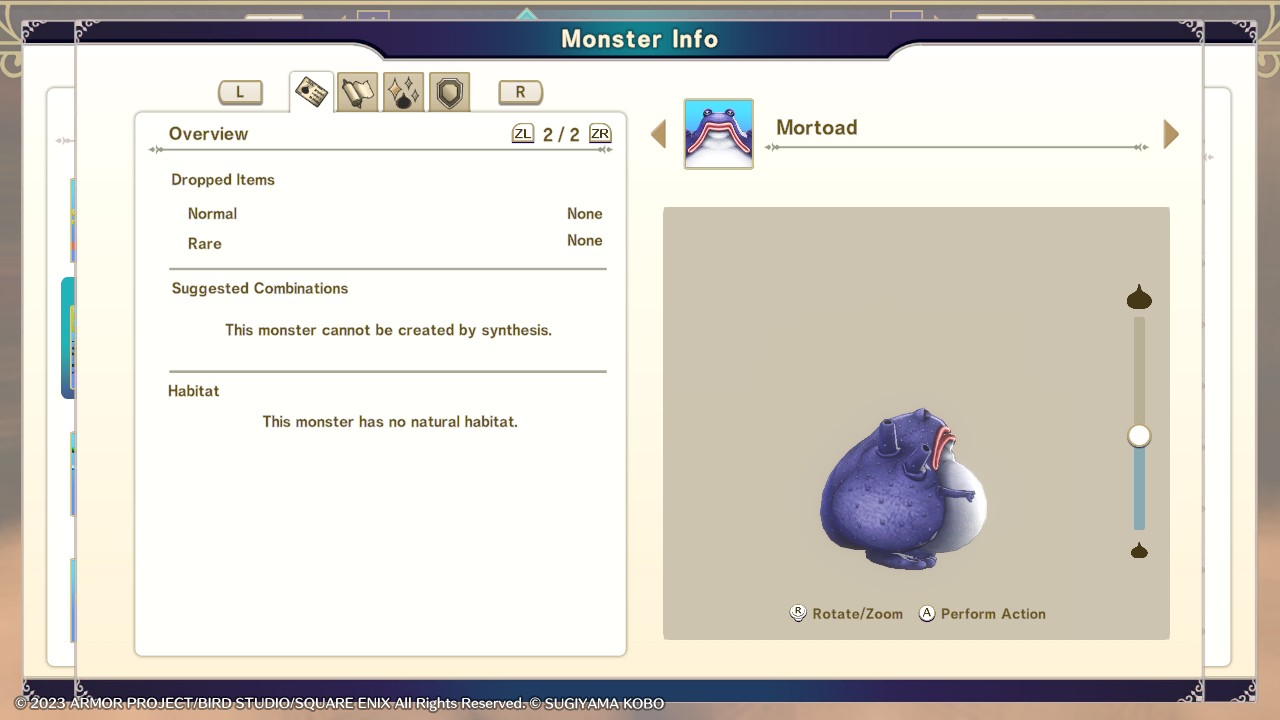 Monster Info
L
R
Overview
ZL 2 / 2 ZR
Mortoad
Dropped Items
Normal None
Rare None
Suggested Combinations
This monster cannot be created by synthesis.
Habitat
This monster has no natural habitat.
R Rotate/Zoom A Perform Action
© 2023 ARMOR PROJECT/BIRD STUDIO/SQUARE ENIX All Rights Reserved. © SUGIYAMA KOBO